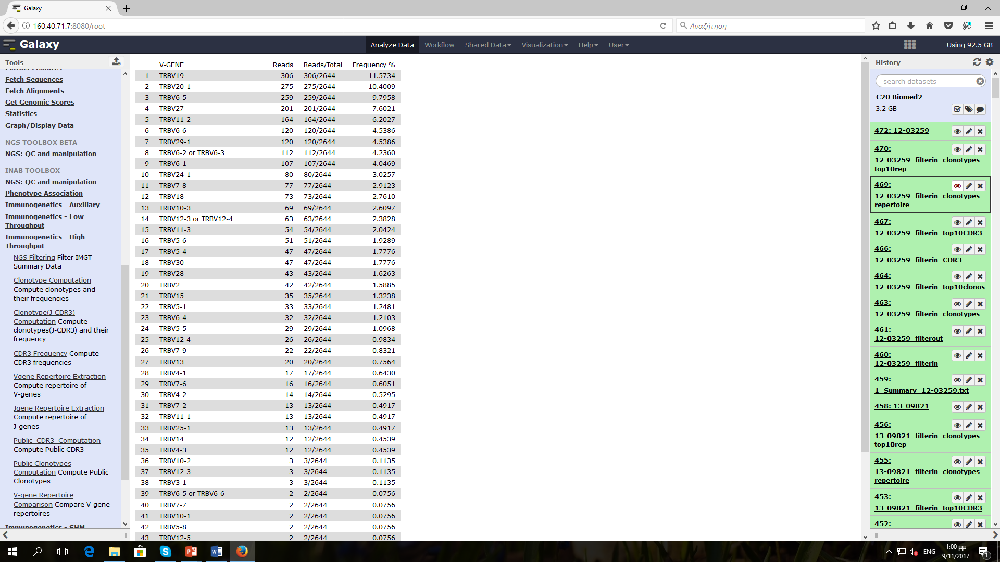 Galaxy
160.40.71.7:8080/root
Αναζήτηση
Galaxy
Analyze Data
Workflow
Shared Data
Visualization
Help
User
Using 92.5 GB
Tools
Extract Features
Fetch Sequences
Fetch Alignments
Get Genomic Scores
Statistics
Graph/Display Data
NGS TOOLBOX BETA
NGS: QC and manipulation
INAB TOOLBOX
NGS: QC and manipulation
Phenotype Association
Immunogenetics - Auxiliary
Immunogenetics - Low
Throughput
Immunogenetics - High
Throughput
NGS Filtering Filter IMGT
Summary Data
Clonotype Computation
Compute clonotypes and
their frequencies
Clonotype(J-CDR3)
Computation Compute
clonotypes(J-CDR3) and their
frequency
CDR3 Frequency Compute
CDR3 frequencies
Vgene Repertoire Extraction
Compute repertoire of
V-genes
Jgene Repertoire Extraction
Compute repertoire of
J-genes
Public CDR3 Computation
Compute Public CDR3
Public Clonotypes
Computation Compute Public
Clonotypes
V-gene Repertoire
Comparison Compare V-gene
repertoires
Immunogenetics - SHM
V-GENE Reads Reads/Total Frequency %
1 TRBV19 306 306/2644 11.5734
2 TRBV20-1 275 275/2644 10.4009
3 TRBV6-5 259 259/2644 9.7958
4 TRBV27 201 201/2644 7.6021
5 TRBV11-2 164 164/2644 6.2027
6 TRBV6-6 120 120/2644 4.5386
7 TRBV29-1 120 120/2644 4.5386
8 TRBV6-2 or TRBV6-3 112 112/2644 4.2360
9 TRBV6-1 107 107/2644 4.0469
10 TRBV24-1 80 80/2644 3.0257
11 TRBV7-8 77 77/2644 2.9123
12 TRBV18 73 73/2644 2.7610
13 TRBV10-3 69 69/2644 2.6097
14 TRBV12-3 or TRBV12-4 63 63/2644 2.3828
15 TRBV11-3 54 54/2644 2.0424
16 TRBV5-6 51 51/2644 1.9289
17 TRBV5-4 47 47/2644 1.7776
18 TRBV30 47 47/2644 1.7776
19 TRBV28 43 43/2644 1.6263
20 TRBV2 42 42/2644 1.5885
21 TRBV15 35 35/2644 1.3238
22 TRBV5-1 33 33/2644 1.2481
23 TRBV6-4 32 32/2644 1.2103
24 TRBV5-5 29 29/2644 1.0968
25 TRBV12-4 26 26/2644 0.9834
26 TRBV7-9 22 22/2644 0.8321
27 TRBV13 20 20/2644 0.7564
28 TRBV4-1 17 17/2644 0.6430
29 TRBV7-6 16 16/2644 0.6051
30 TRBV4-2 14 14/2644 0.5295
31 TRBV7-2 13 13/2644 0.4917
32 TRBV11-1 13 13/2644 0.4917
33 TRBV25-1 13 13/2644 0.4917
34 TRBV14 12 12/2644 0.4539
35 TRBV4-3 12 12/2644 0.4539
36 TRBV10-2 3 3/2644 0.1135
37 TRBV12-3 3 3/2644 0.1135
38 TRBV3-1 3 3/2644 0.1135
39 TRBV6-5 or TRBV6-6 2 2/2644 0.0756
40 TRBV7-7 2 2/2644 0.0756
41 TRBV10-1 2 2/2644 0.0756
42 TRBV5-8 2 2/2644 0.0756
43 TRBV12-5 2 2/2644 0.0756
History
search datasets
C20 Biomed2
3.2 GB
472: 12-03259
470:
12-03259_filterin_clonotypes_
top10rep
469:
12-03259_filterin_clonotypes_
repertoire
467:
12-03259_filterin_top10CDR3
466:
12-03259_filterin_CDR3
464:
12-03259_filterin_top10clonos
463:
12-03259_filterin_clonotypes
461:
12-03259_filterout
460:
12-03259_filterin
459:
1_Summary_12-03259.txt
458: 13-09821
456:
13-09821_filterin_clonotypes_
top10rep
455:
13-09821_filterin_clonotypes_
repertoire
453:
13-09821_filterin_top10CDR3
452:
ENG
1:00 μμ
9/11/2017
1